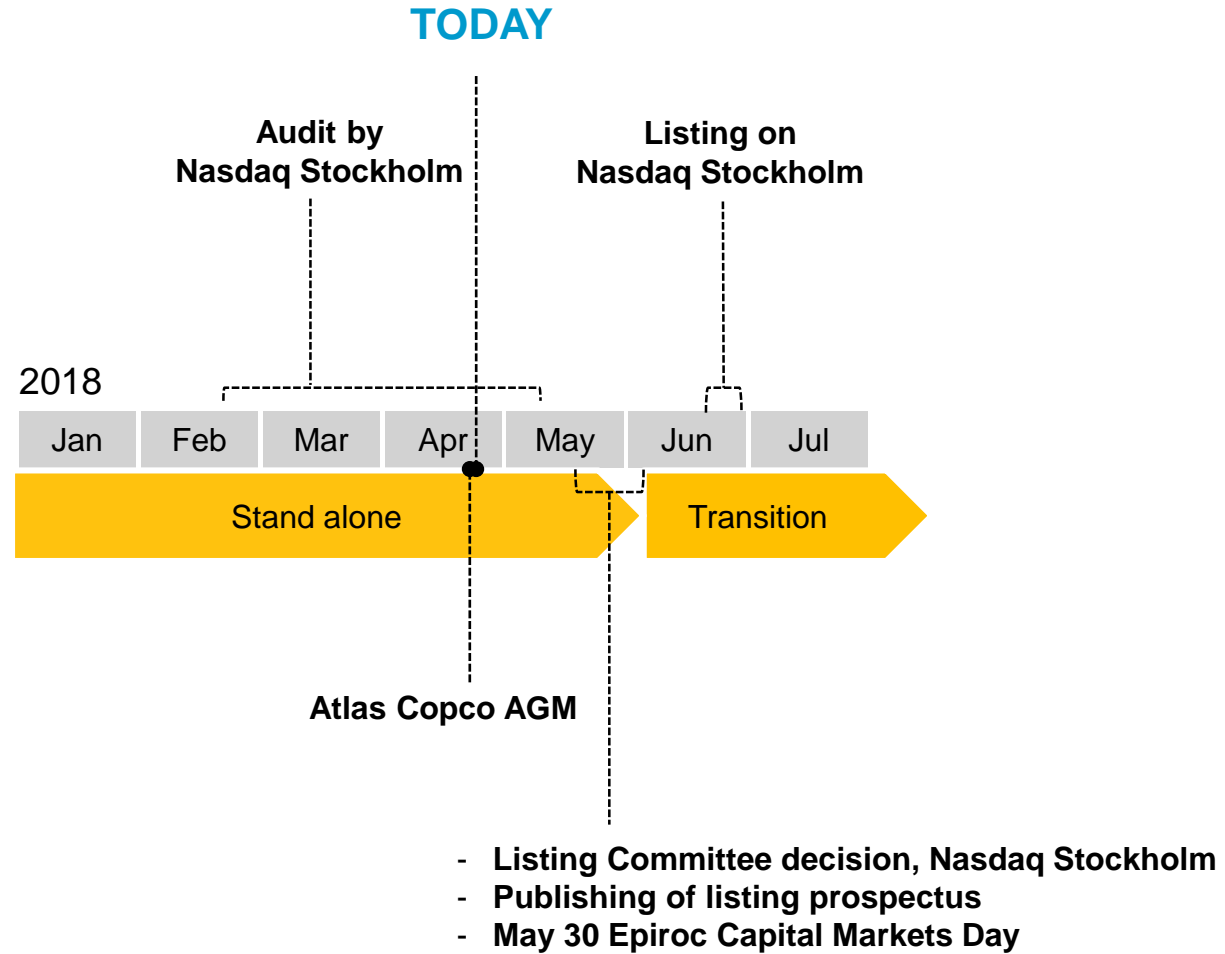 TODAY
Audit by
Nasdaq Stockholm
Listing on
Nasdaq Stockholm
2018
Jan
Feb
Mar
Apr
May
Jun
Jul
Stand alone
Transition
Atlas Copco AGM
- Listing Committee decision, Nasdaq Stockholm
- Publishing of listing prospectus
- May 30 Epiroc Capital Markets Day